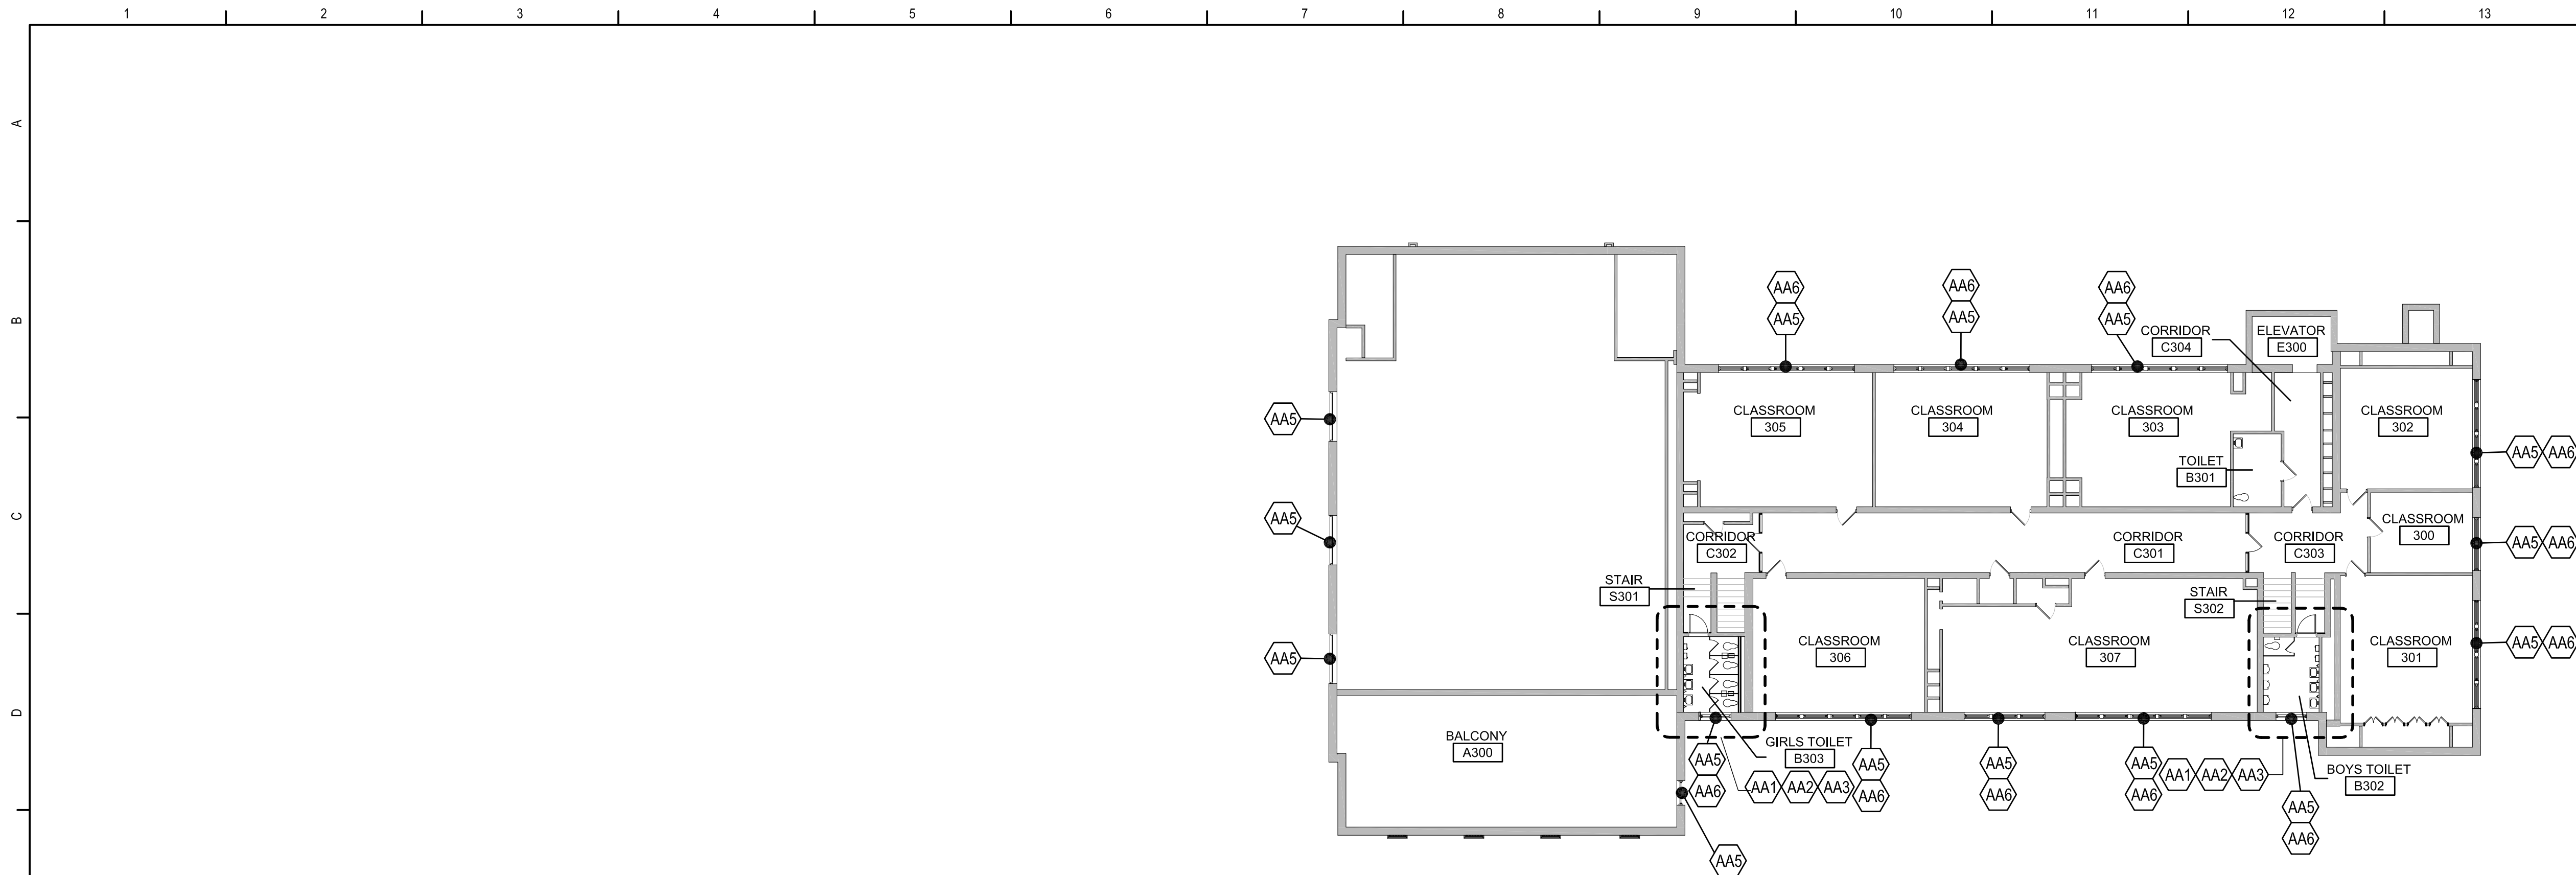 1 2 3 4 5 6 7 8 9 10 11 12 13
A
B
C
D
AA6
AA5
AA6
AA5
AA6
AA5
CORRIDOR
C304
ELEVATOR
E300
AA5
CLASSROOM
305
CLASSROOM
304
CLASSROOM
303
CLASSROOM
302
AA5 AA6
TOILET
B301
AA5
CORRIDOR
C302
CORRIDOR
C301
CORRIDOR
C303
CLASSROOM
300
AA5 AA6
STAIR
S301
STAIR
S302
AA5
CLASSROOM
306
CLASSROOM
307
CLASSROOM
301
AA5 AA6
BALCONY
A300
GIRLS TOILET
B303
AA5
AA6
AA1 AA2 AA3
AA5
AA6
AA5
AA6
AA5
AA6
AA1 AA2 AA3
BOYS TOILET
B302
AA5
AA6
AA5